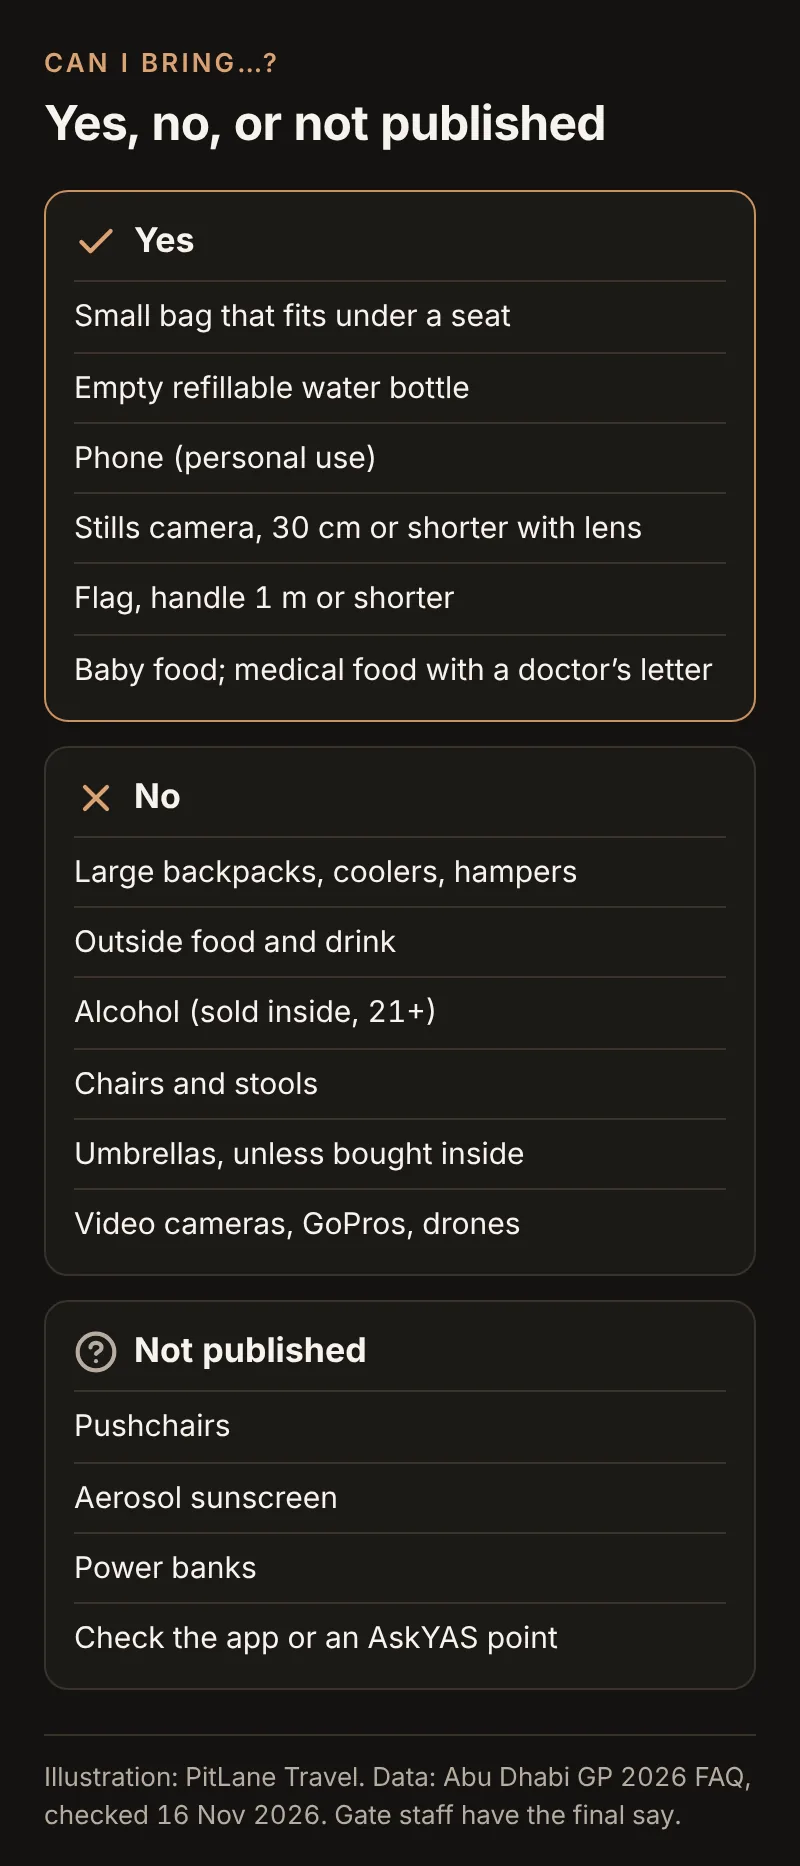 CAN I BRING…?
Yes, no, or not published
Yes
Small bag that fits under a seat
Empty refillable water bottle
Phone (personal use)
Stills camera, 30 cm or shorter with lens
Flag, handle 1 m or shorter
Baby food; medical food with a doctor’s letter
No
Large backpacks, coolers, hampers
Outside food and drink
Alcohol (sold inside, 21+)
Chairs and stools
Umbrellas, unless bought inside
Video cameras, GoPros, drones
Not published
Pushchairs
Aerosol sunscreen
Power banks
Check the app or an AskYAS point
Illustration: PitLane Travel. Data: Abu Dhabi GP 2026 FAQ,
checked 16 Nov 2026. Gate staff have the final say.